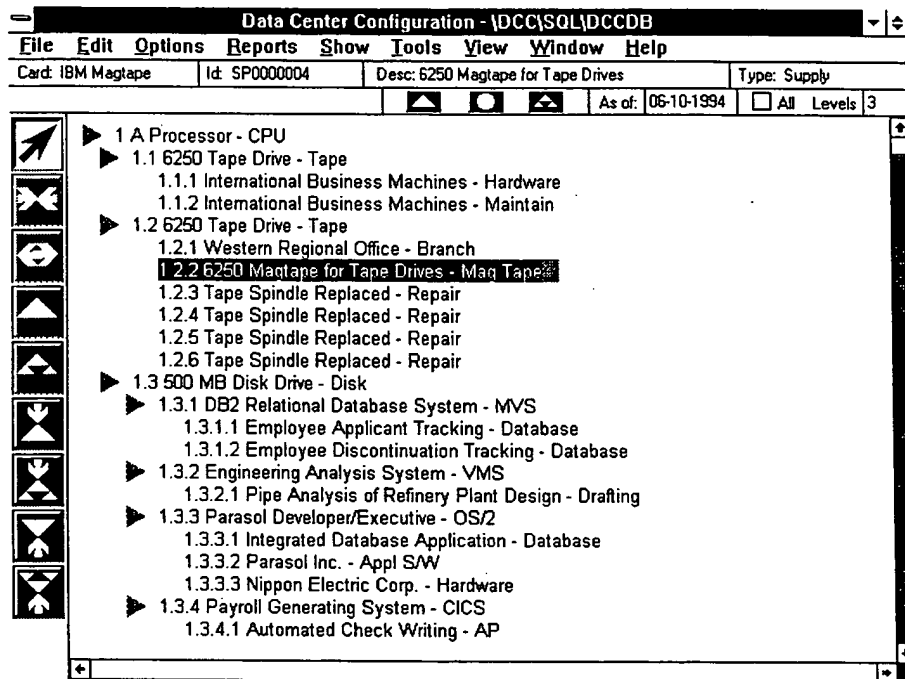 Data Center Configuration - \DCC\SQL\DCCDB
File Edit Options Reports Show Tools View Window Help
Card: IBM Magtape Id: SP0000004 Desc: 6250 Magtape for Tape Drives Type: Supply
As of: 06-10-1994 All Levels 3
1 A Processor - CPU
1.1 6250 Tape Drive - Tape
1.1.1 International Business Machines - Hardware
1.1.2 International Business Machines - Maintain
1.2 6250 Tape Drive - Tape
1.2.1 Western Regional Office - Branch
1.2.2 6250 Magtape for Tape Drives - Mag Tape
1.2.3 Tape Spindle Replaced - Repair
1.2.4 Tape Spindle Replaced - Repair
1.2.5 Tape Spindle Replaced - Repair
1.2.6 Tape Spindle Replaced - Repair
1.3 500 MB Disk Drive - Disk
1.3.1 DB2 Relational Database System - MVS
1.3.1.1 Employee Applicant Tracking - Database
1.3.1.2 Employee Discontinuation Tracking - Database
1.3.2 Engineering Analysis System - VMS
1.3.2.1 Pipe Analysis of Refinery Plant Design - Drafting
1.3.3 Parasol Developer/Executive - OS/2
1.3.3.1 Integrated Database Application - Database
1.3.3.2 Parasol Inc. - Appl S/W
1.3.3.3 Nippon Electric Corp. - Hardware
1.3.4 Payroll Generating System - CICS
1.3.4.1 Automated Check Writing - AP